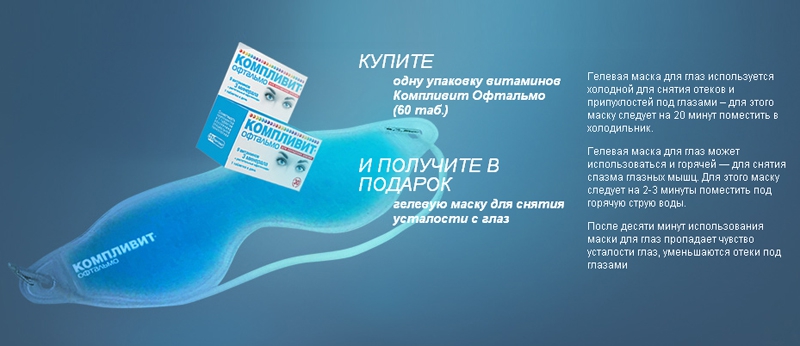 КУПИТЕ
одну упаковку витаминов
Компливит Офтальмо
(60 таб.)
И ПОЛУЧИТЕ В
ПОДАРОК
гелевую маску для снятия
усталости с глаз
Гелевая маска для глаз используется
холодной для снятия отеков и
припухлостей под глазами – для этого
маску следует на 20 минут поместить в
холодильник.
Гелевая маска для глаз может
использоваться и горячей — для снятия
спазма глазных мышц. Для этого маску
следует на 2-3 минуты поместить под
горячую струю воды.
После десяти минут использования
маски для глаз пропадает чувство
усталости глаз, уменьшаются отеки под
глазами
КОМПЛИВИТ
офтальмо
КОМПЛИВИТ
офтальмо
КОМПЛИВИТ
офтальмо